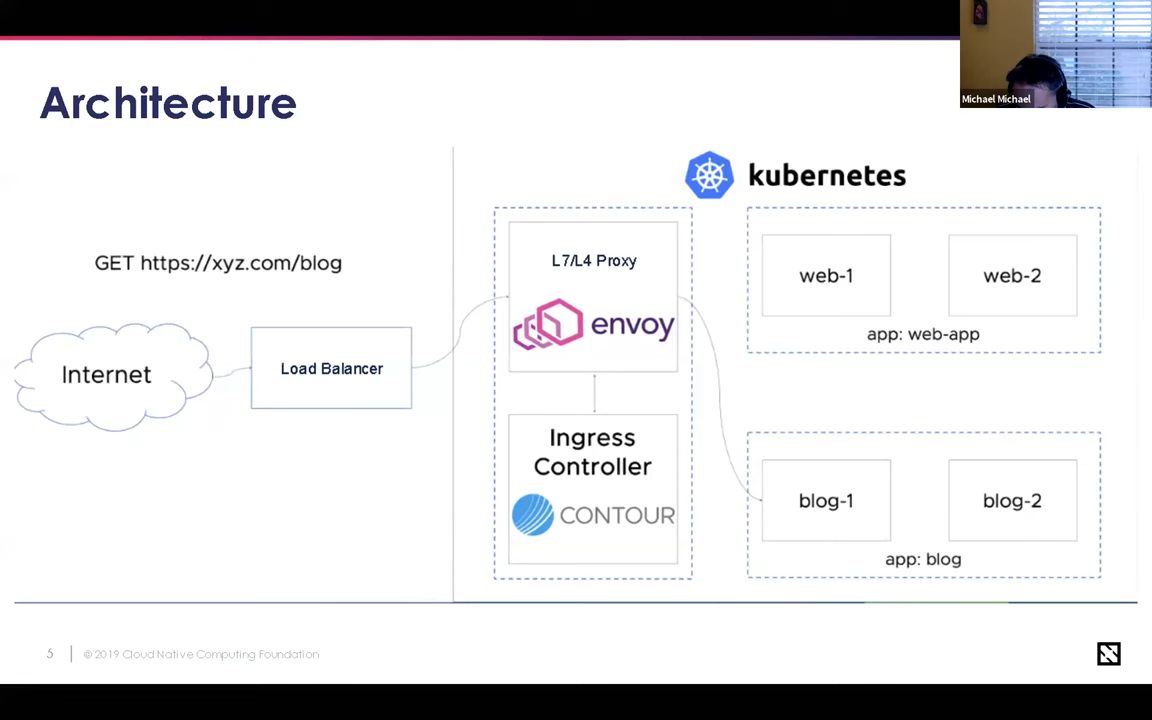 Michael Michael
Architecture
kubernetes
GET https://xyz.com/blog
Internet
Load Balancer
L7/L4 Proxy
envoy
Ingress
Controller
CONTOUR
web-1
web-2
app: web-app
blog-1
blog-2
app: blog
5
© 2019 Cloud Native Computing Foundation